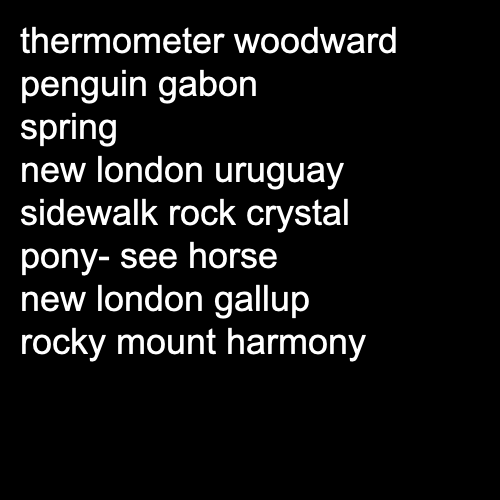 thermometer woodward
penguin gabon
spring
new london uruguay
sidewalk rock crystal
pony- see horse
new london gallup
rocky mount harmony